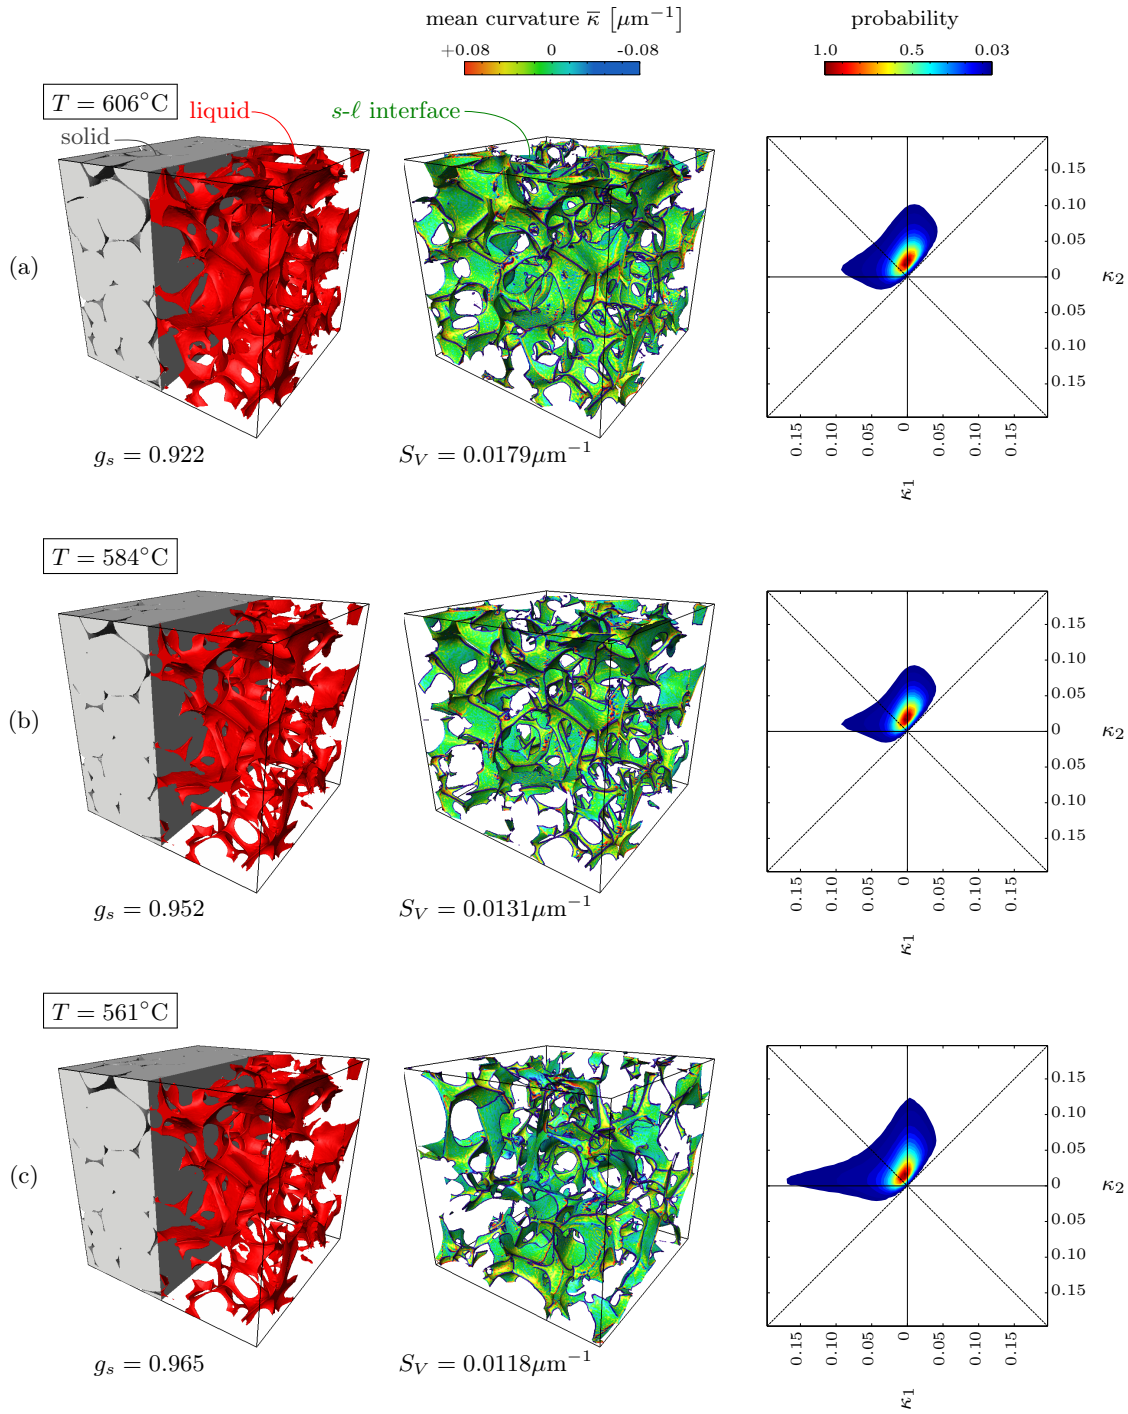 mean curvature κ̅ [μm⁻¹]
probability
+0.08 0 -0.08
1.0 0.5 0.03
T = 606°C
liquid
s-ℓ interface
solid
(a)
0.15
0.10
0.05
0
0.05
0.10
0.15
κ₂
0.15 0.10 0.05 0 0.05 0.10 0.15
κ₁
gₛ = 0.922
S_V = 0.0179μm⁻¹
T = 584°C
(b)
0.15
0.10
0.05
0
0.05
0.10
0.15
κ₂
0.15 0.10 0.05 0 0.05 0.10 0.15
κ₁
gₛ = 0.952
S_V = 0.0131μm⁻¹
T = 561°C
(c)
0.15
0.10
0.05
0
0.05
0.10
0.15
κ₂
0.15 0.10 0.05 0 0.05 0.10 0.15
κ₁
gₛ = 0.965
S_V = 0.0118μm⁻¹